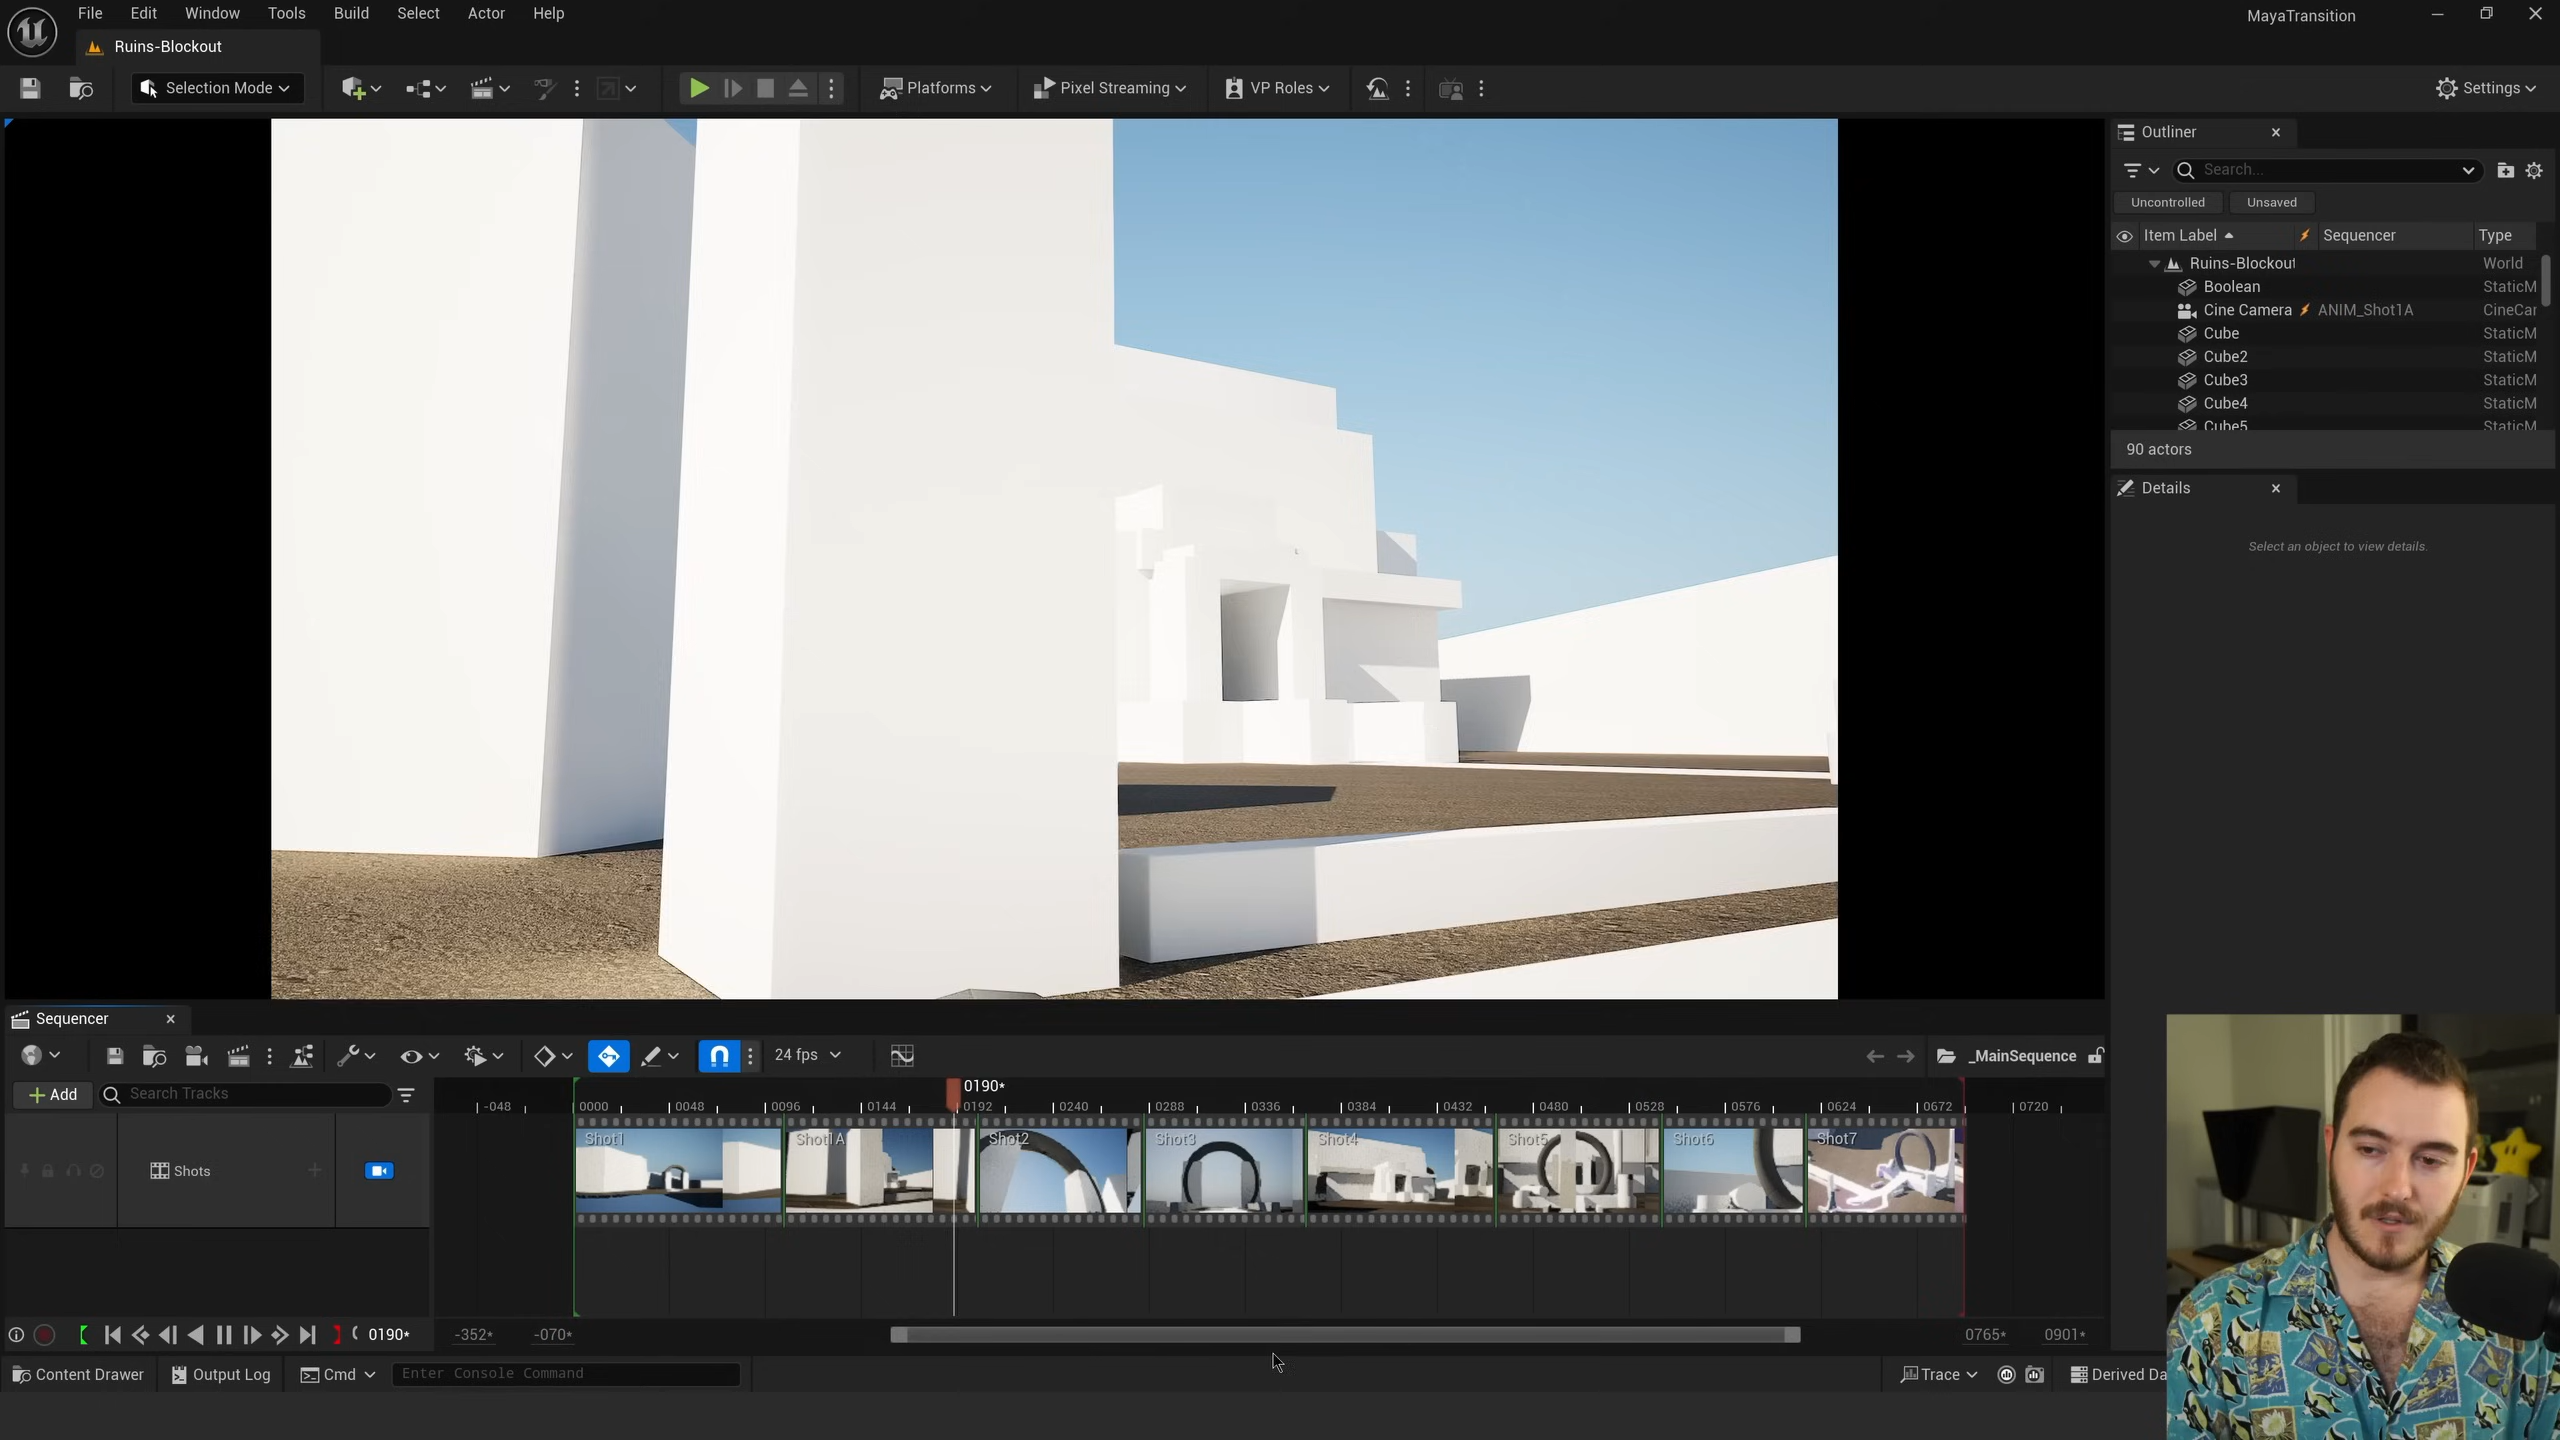 File Edit Window Tools Build Select Actor Help
MayaTransition
Ruins-Blockout
Selection Mode
Platforms
Pixel Streaming
VP Roles
Settings
Outliner
Search...
Uncontrolled Unsaved
Item Label Sequencer Type
Ruins-Blockout World
Boolean StaticM
Cine Camera ANIM_Shot1A CineCar
Cube StaticM
Cube2 StaticM
Cube3 StaticM
Cube4 StaticM
Cube5
90 actors
Details
Select an object to view details.
Sequencer
24 fps
_MainSequence
Add
Search Tracks
0190*
-048 0000 0048 0096 0144 0192 0240 0288 0336 0384 0432 0480 0528 0576 0624 0672 0720
Shot1 Shot1A Shot2 Shot3 Shot4 Shot5 Shot6 Shot7
Shots
0190*
-352* -070* 0765* 0901*
Content Drawer
Output Log
Cmd
Enter Console Command
Trace
Derived Da